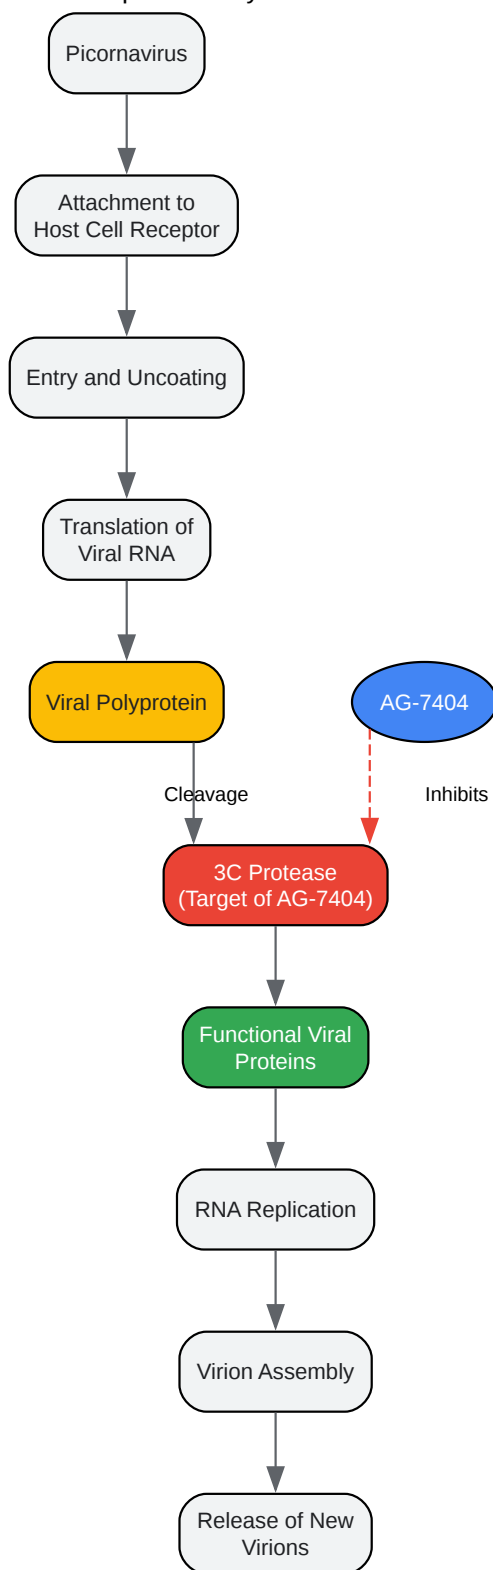 Picornavirus
Attachment to
Host Cell Receptor
Entry and Uncoating
Translation of
Viral RNA
Viral Polyprotein
AG-7404
Cleavage
Inhibits
3C Protease
(Target of AG-7404)
Functional Viral
Proteins
RNA Replication
Virion Assembly
Release of New
Virions